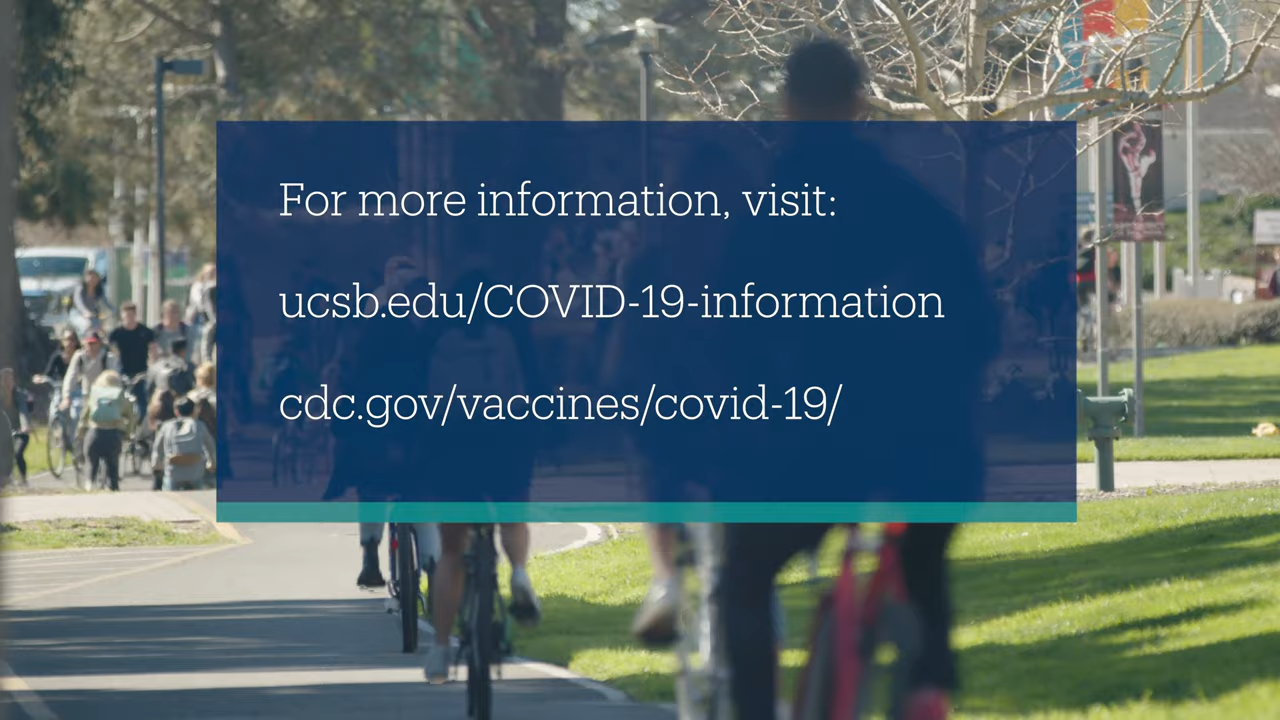 For more information, visit:
ucsb.edu/COVID-19-information
cdc.gov/vaccines/covid-19/